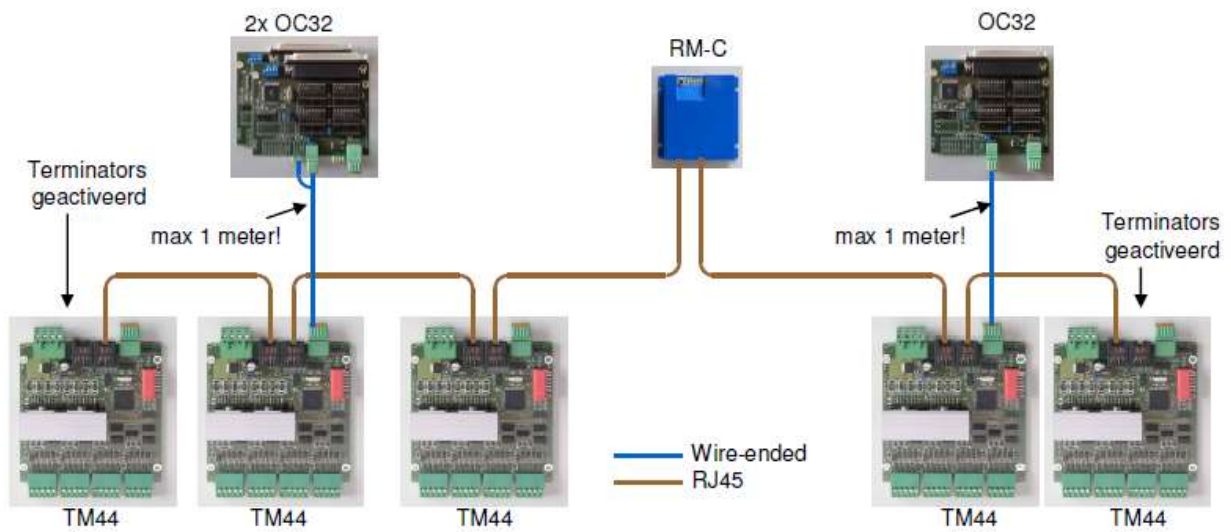 2x OC32
RM-C
OC32
Terminators
geactiveerd
max 1 meter!
max 1 meter!
Terminators
geactiveerd
Wire-ended
RJ45
TM44
TM44
TM44
TM44
TM44